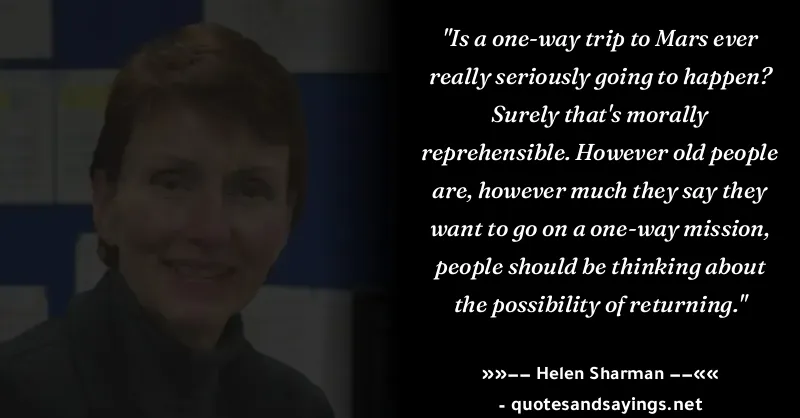 "Is a one-way trip to Mars ever
really seriously going to happen?
Surely that's morally
reprehensible. However old people
are, however much they say they
want to go on a one-way mission,
people should be thinking about
the possibility of returning."
»»–– Helen Sharman ––««
- quotesandsayings.net